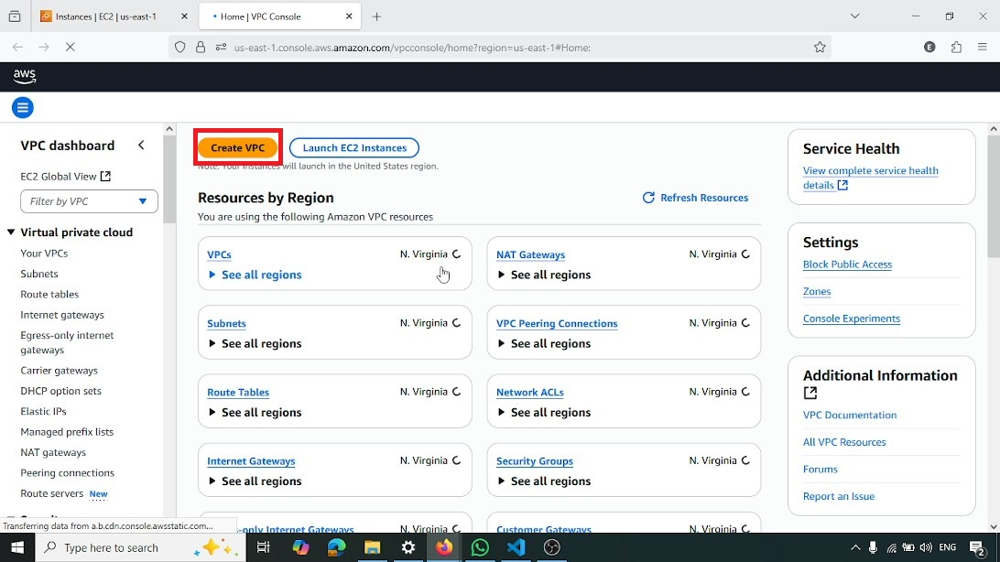 Instances | EC2 | us-east-1
Home | VPC Console
us-east-1.console.aws.amazon.com/vpcconsole/home?region=us-east-1#Home:
E
aws
VPC dashboard
EC2 Global View
Filter by VPC
Virtual private cloud
Your VPCs
Subnets
Route tables
Internet gateways
Egress-only internet
gateways
Carrier gateways
DHCP option sets
Elastic IPs
Managed prefix lists
NAT gateways
Peering connections
Route servers New
Create VPC
Launch EC2 Instances
Note: Your Instances will launch in the United States region.
Resources by Region
Refresh Resources
You are using the following Amazon VPC resources
VPCs
N. Virginia
See all regions
NAT Gateways
N. Virginia
See all regions
Subnets
N. Virginia
See all regions
VPC Peering Connections
N. Virginia
See all regions
Route Tables
N. Virginia
See all regions
Network ACLs
N. Virginia
See all regions
Internet Gateways
N. Virginia
See all regions
Security Groups
N. Virginia
See all regions
-only Internet Gateways
N. Virginia
Customer Gateways
N. Virginia
Service Health
View complete service health
details
Settings
Block Public Access
Zones
Console Experiments
Additional Information
VPC Documentation
All VPC Resources
Forums
Report an Issue
Transferring data from a.b.cdn.console.awsstatic.com...
Type here to search
ENG
2